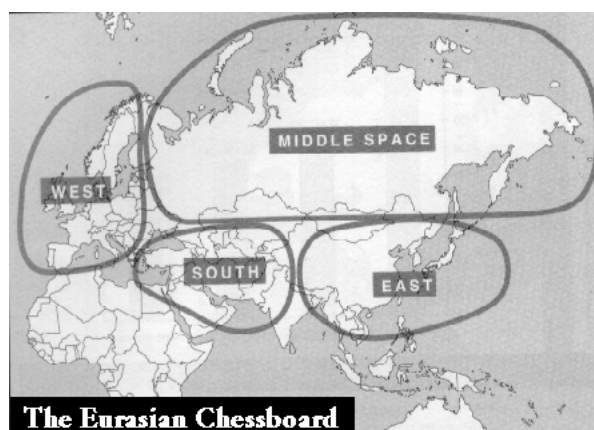 MIDDLE SPACE
WEST
SOUTH
EAST
The Eurasian Chessboard